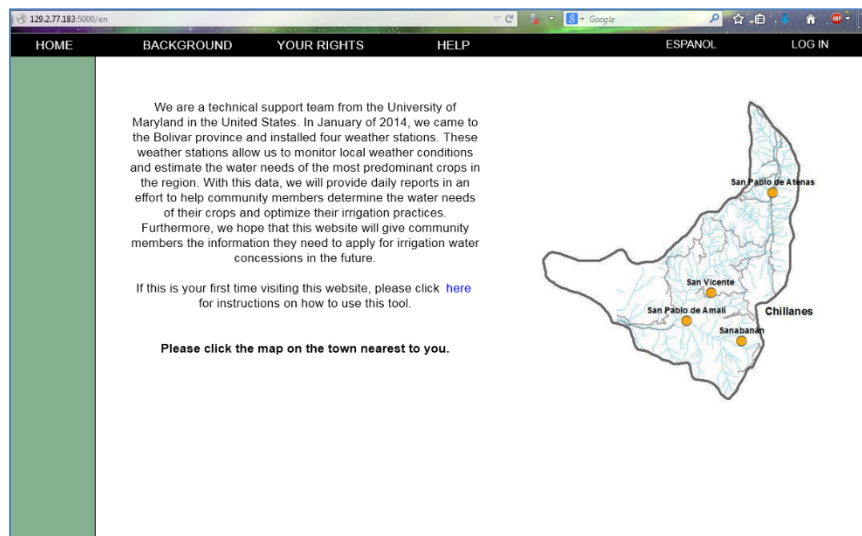 129.2.77.183:5000/en
Google
HOME BACKGROUND YOUR RIGHTS HELP ESPANOL LOG IN
We are a technical support team from the University of
Maryland in the United States. In January of 2014, we came to
the Bolivar province and installed four weather stations. These
weather stations allow us to monitor local weather conditions
and estimate the water needs of the most predominant crops in
the region. With this data, we will provide daily reports in an
effort to help community members determine the water needs
of their crops and optimize their irrigation practices.
Furthermore, we hope that this website will give community
members the information they need to apply for irrigation water
concessions in the future.
If this is your first time visiting this website, please click here
for instructions on how to use this tool.
Please click the map on the town nearest to you.
San Pablo de Atenas
San Vicente
San Pablo de Amali
Chillanes
Sanabanán